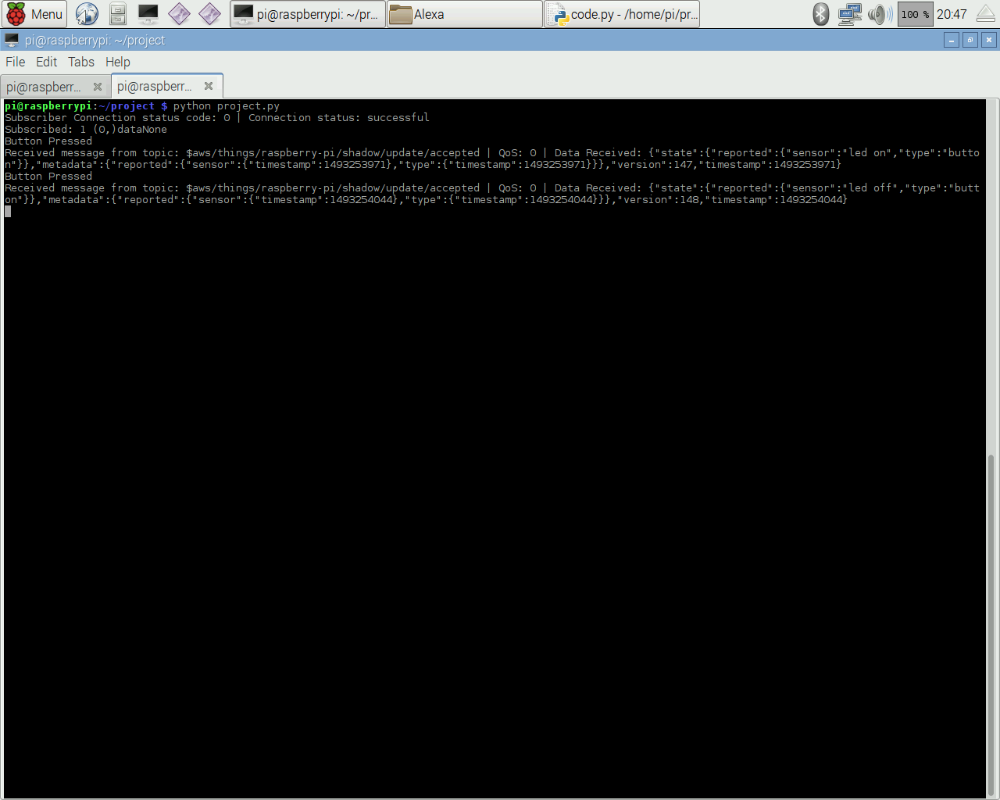 Menu
pi@raspberrypi: ~/pr...
Alexa
code.py - /home/pi/pr...
100 %
20:47
pi@raspberrypi: ~/project
File Edit Tabs Help
pi@raspberr...
pi@raspberr...
pi@raspberrypi:~/project $ python project.py
Subscriber Connection status code: 0 | Connection status: successful
Subscribed: 1 (0,)dataNone
Button Pressed
Received message from topic: $aws/things/raspberry-pi/shadow/update/accepted | QoS: 0 | Data Received: {"state":{"reported":{"sensor":"led on","type":"butto
n"}},"metadata":{"reported":{"sensor":{"timestamp":1493253971},"type":{"timestamp":1493253971}}},"version":147,"timestamp":1493253971}
Button Pressed
Received message from topic: $aws/things/raspberry-pi/shadow/update/accepted | QoS: 0 | Data Received: {"state":{"reported":{"sensor":"led off","type":"butt
on"}},"metadata":{"reported":{"sensor":{"timestamp":1493254044},"type":{"timestamp":1493254044}}},"version":148,"timestamp":1493254044}